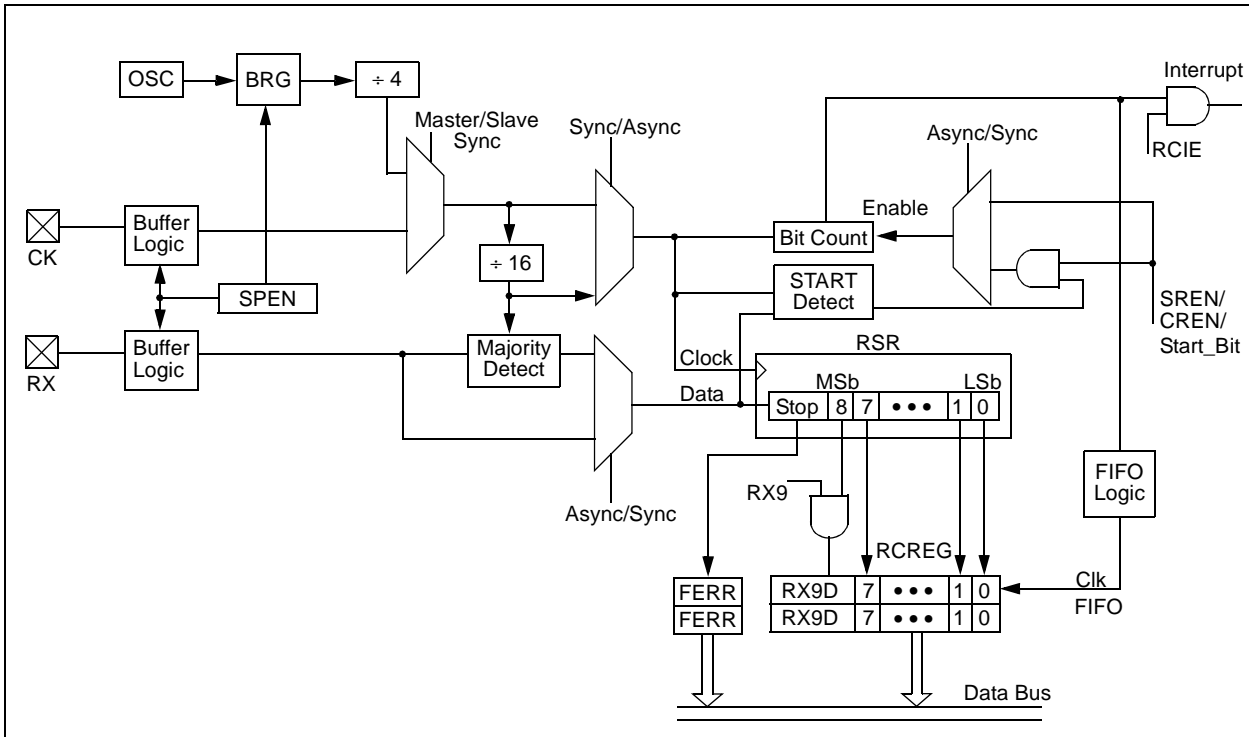 Interrupt
OSC
BRG
÷ 4
Master/Slave
Sync
Sync/Async
Async/Sync
RCIE
CK
Buffer
Logic
Enable
Bit Count
÷ 16
SPEN
START
Detect
SREN/
CREN/
Start_Bit
RX
Buffer
Logic
Majority
Detect
Clock
RSR
MSb
LSb
Data
Stop 8 7 • • • 1 0
RX9
Async/Sync
FIFO
Logic
RCREG
Clk
FIFO
FERR
RX9D 7 • • • 1 0
FERR
RX9D 7 • • • 1 0
Data Bus